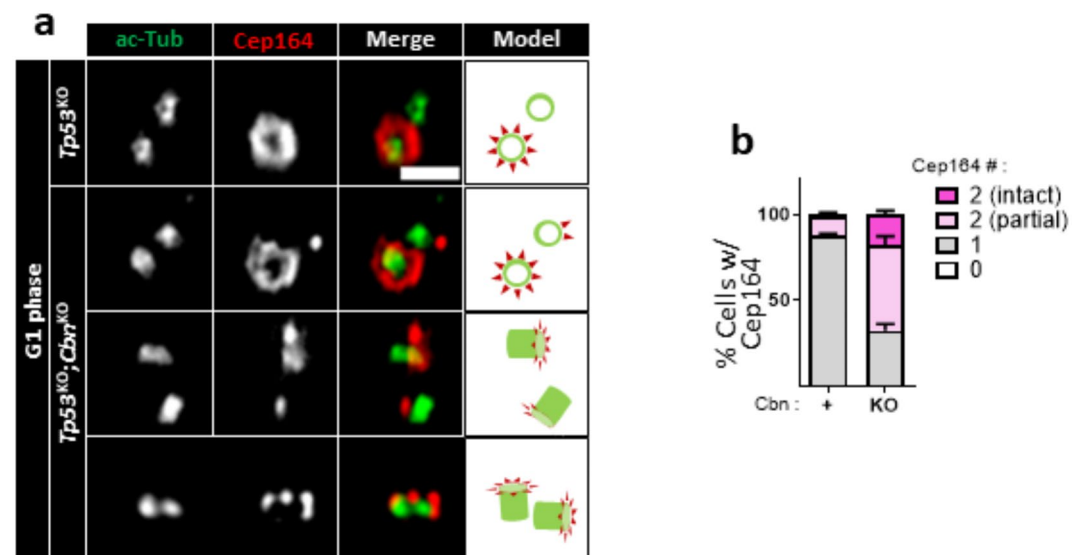 a
ac-Tub Cep164 Merge Model
G1 phase
Tp53ᴷᴼ
Tp53ᴷᴼ;Cbnᴷᴼ
b
Cep164 # :
2 (intact)
2 (partial)
1
0
% Cells w/
Cep164
100
50
Cbn : + KO